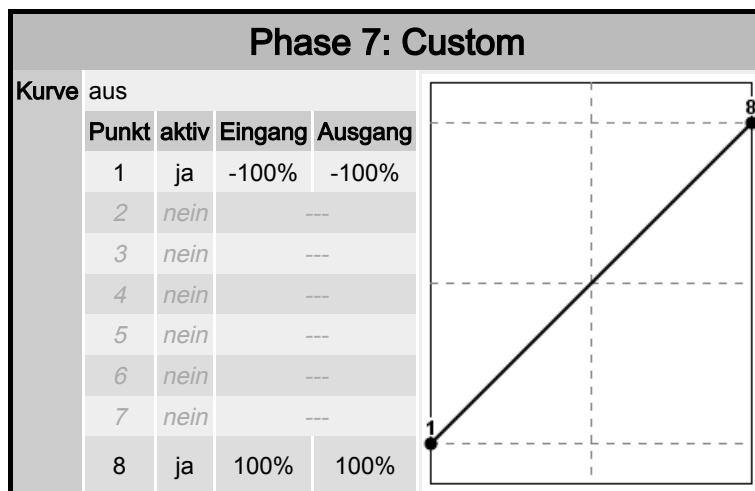 Phase 7: Custom
Kurve aus
Punkt aktiv Eingang Ausgang
1 ja -100% -100%
2 nein ---
3 nein ---
4 nein ---
5 nein ---
6 nein ---
7 nein ---
8 ja 100% 100%
8
1